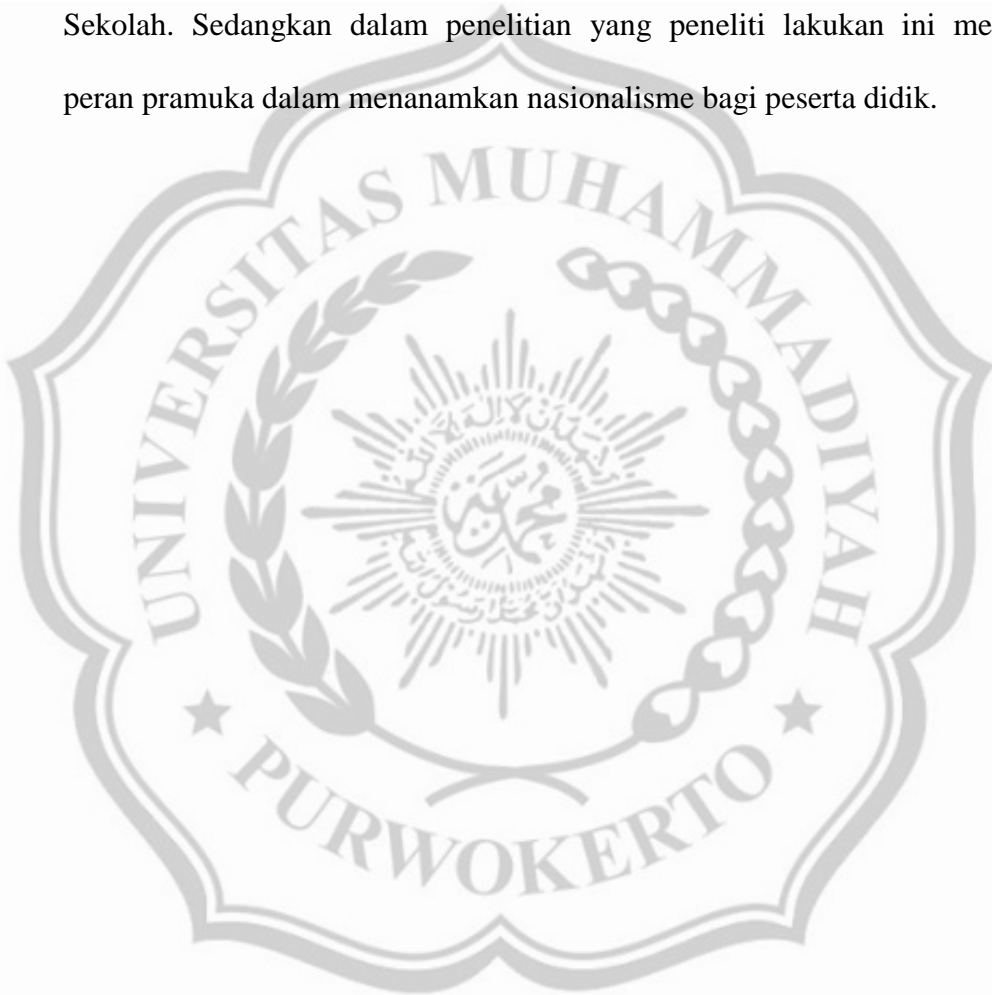 Sekolah. Sedangkan dalam penelitian yang peneliti lakukan ini me
peran pramuka dalam menanamkan nasionalisme bagi peserta didik.
UNIVERSITAS MUHAMMADIYAH
PURWOKERTO